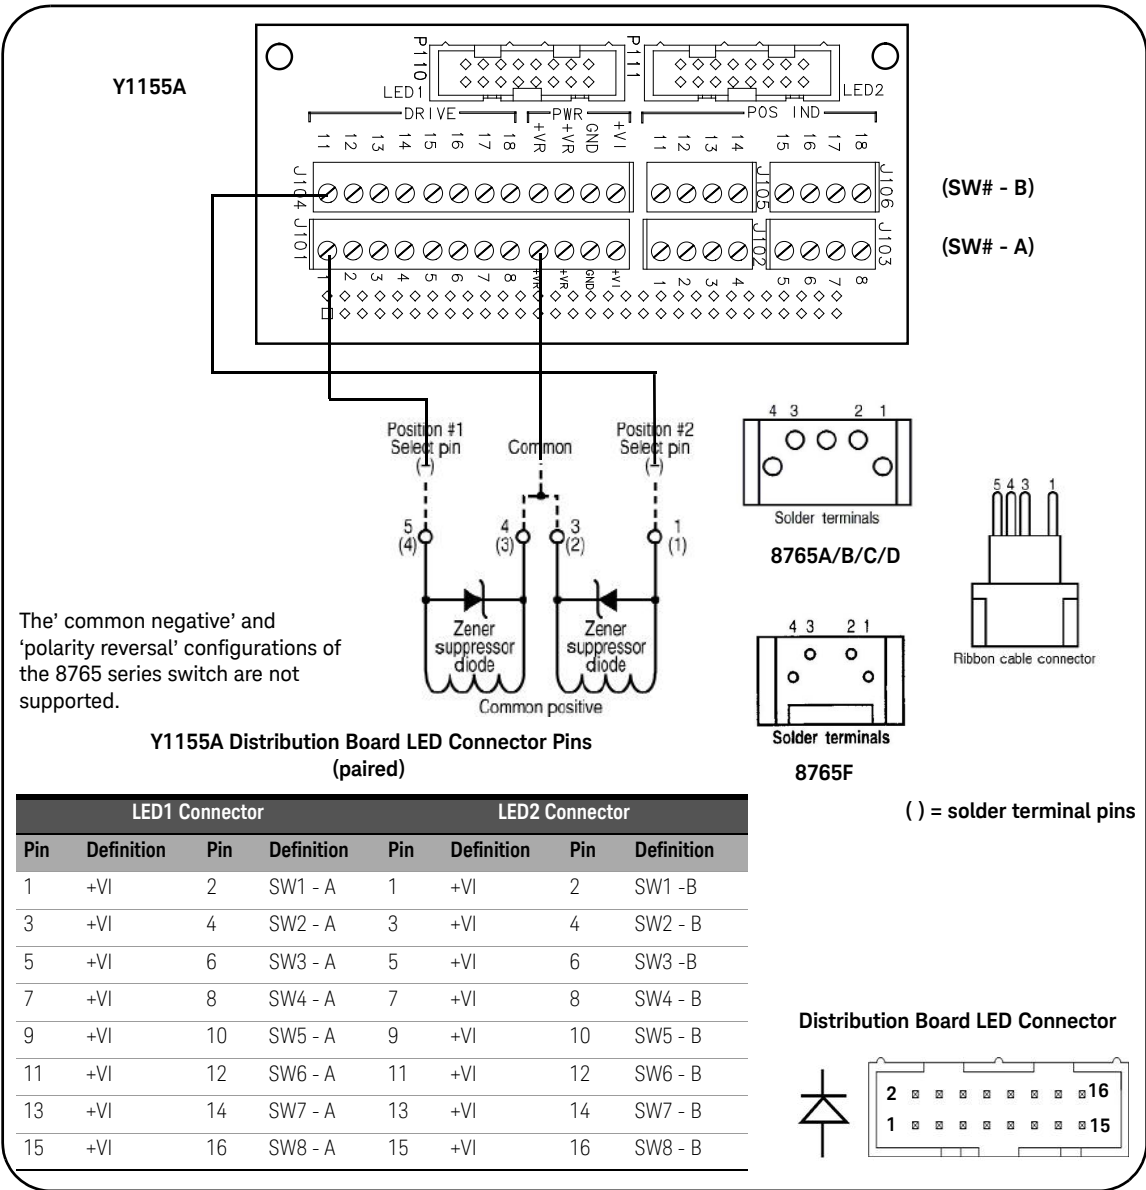 Y1155A
P110
P111
LED1
LED2
DRIVE
PWR
POS IND
11 12 13 14 15 16 17 18 +VR +VR GND +VI 11 12 13 14 15 16 17 18
J104
J105
J106
(SW# - B)
J101
J102
J103
(SW# - A)
1 2 3 4 5 6 7 8 +VR +VR GND +VI 1 2 3 4 5 6 7 8
Position #1
Select pin
(-)
Common
Position #2
Select pin
(-)
5
(4)
4
(3)
3
(2)
1
(1)
Zener
suppressor
diode
Zener
suppressor
diode
Common positive
4 3 2 1
Solder terminals
8765A/B/C/D
5 4 3 1
Ribbon cable connector
4 3 2 1
Solder terminals
8765F
The' common negative' and
'polarity reversal' configurations of
the 8765 series switch are not
supported.
( ) = solder terminal pins
Y1155A Distribution Board LED Connector Pins
(paired)
LED1 Connector LED2 Connector
Pin Definition Pin Definition Pin Definition Pin Definition
1 +VI 2 SW1 - A 1 +VI 2 SW1 -B
3 +VI 4 SW2 - A 3 +VI 4 SW2 - B
5 +VI 6 SW3 - A 5 +VI 6 SW3 -B
7 +VI 8 SW4 - A 7 +VI 8 SW4 - B
9 +VI 10 SW5 - A 9 +VI 10 SW5 - B
11 +VI 12 SW6 - A 11 +VI 12 SW6 - B
13 +VI 14 SW7 - A 13 +VI 14 SW7 - B
15 +VI 16 SW8 - A 15 +VI 16 SW8 - B
Distribution Board LED Connector
2 16
1 15